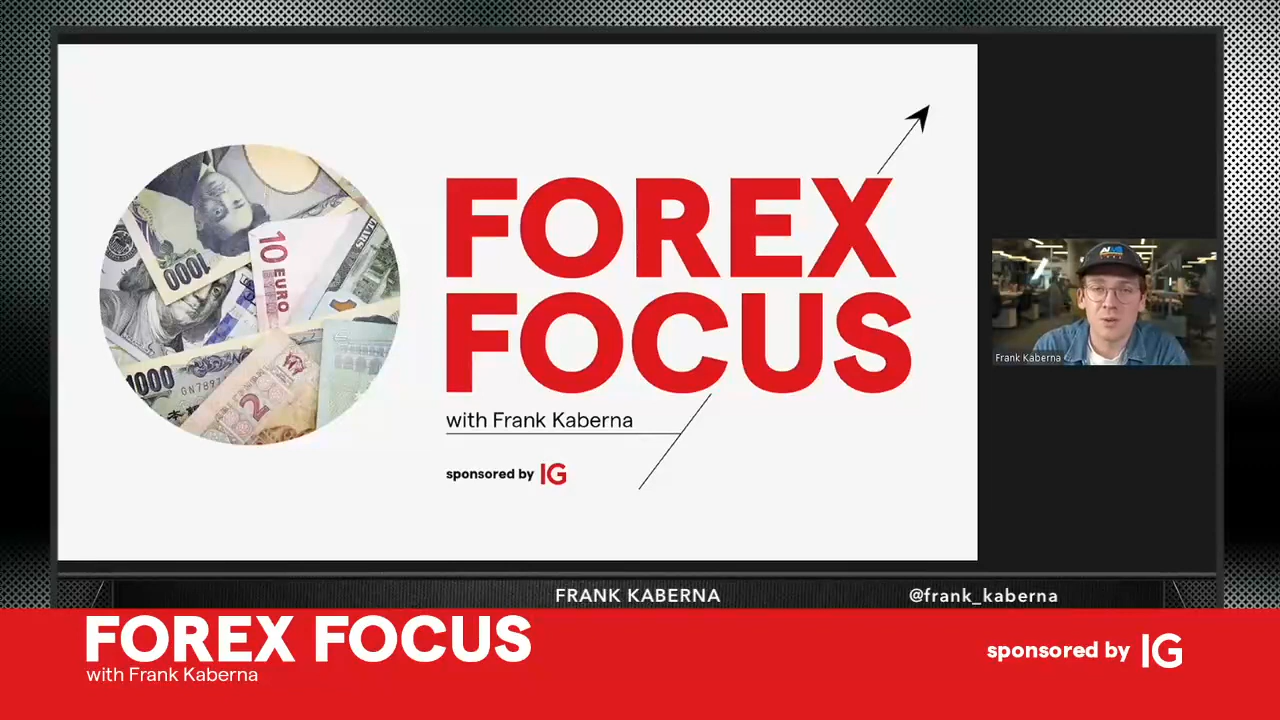 FOREX
FOCUS
with Frank Kaberna
sponsored by IG
1000
10 EURO
1000
2
Frank Kaberna
FRANK KABERNA
@frank_kaberna
FOREX FOCUS
with Frank Kaberna
sponsored by IG